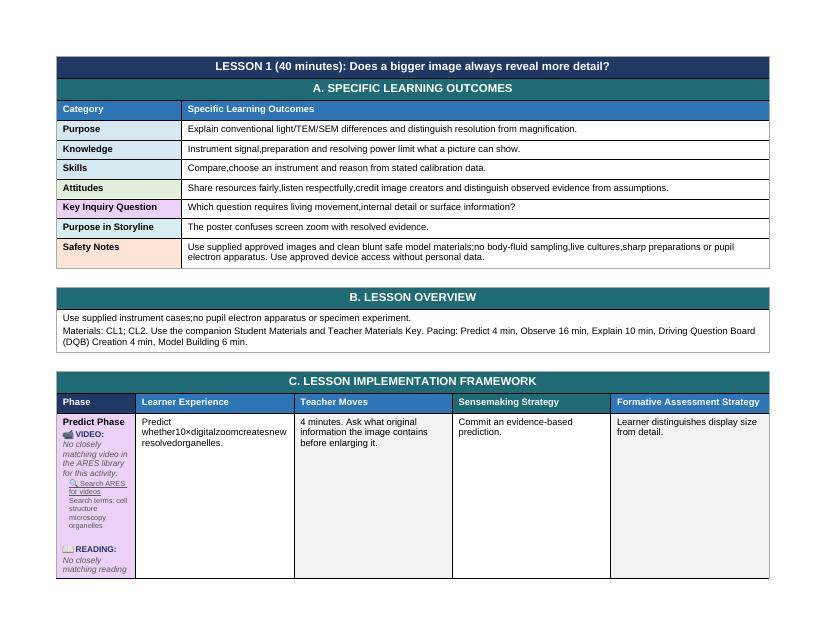 LESSON 1 (40 minutes): Does a bigger image always reveal more detail?
A. SPECIFIC LEARNING OUTCOMES
Category Specific Learning Outcomes
Purpose Explain conventional light/TEM/SEM differences and distinguish resolution from magnification.
Knowledge Instrument signal,preparation and resolving power limit what a picture can show.
Skills Compare,choose an instrument and reason from stated calibration data.
Attitudes Share resources fairly,listen respectfully,credit image creators and distinguish observed evidence from assumptions.
Key Inquiry Question Which question requires living movement,internal detail or surface information?
Purpose in Storyline The poster confuses screen zoom with resolved evidence.
Safety Notes Use supplied approved images and clean blunt safe model materials;no body-fluid sampling,live cultures,sharp preparations or pupil
electron apparatus. Use approved device access without personal data.
B. LESSON OVERVIEW
Use supplied instrument cases;no pupil electron apparatus or specimen experiment.
Materials: CL1; CL2. Use the companion Student Materials and Teacher Materials Key. Pacing: Predict 4 min, Observe 16 min, Explain 10 min, Driving Question Board
(DQB) Creation 4 min, Model Building 6 min.
C. LESSON IMPLEMENTATION FRAMEWORK
Phase Learner Experience Teacher Moves Sensemaking Strategy Formative Assessment Strategy
Predict Phase
📹 VIDEO:
No closely
matching video in
the ARES library
for this activity.
🔍 Search ARES
for videos
Search terms: cell
structure
microscopy
organelles
📖 READING:
No closely
matching reading
Predict
whether10×digitalzoomcreatesnew
resolvedorganelles.
4 minutes. Ask what original
information the image contains
before enlarging it.
Commit an evidence-based
prediction.
Learner distinguishes display size
from detail.